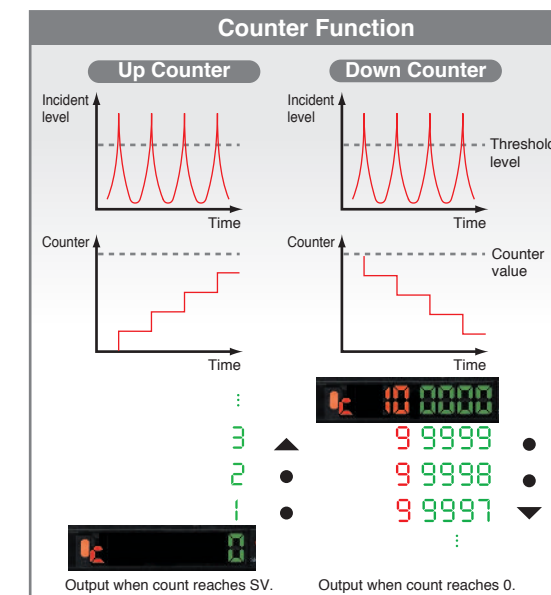 Counter Function
Up Counter
Incident
level
Time
Counter
Time
⋮
3
2
1
c 0
Output when count reaches SV.
Down Counter
Incident
level
Threshold
level
Time
Counter
Counter
value
Time
c 10 0000
9 9999
9 9998
9 9997
⋮
Output when count reaches 0.